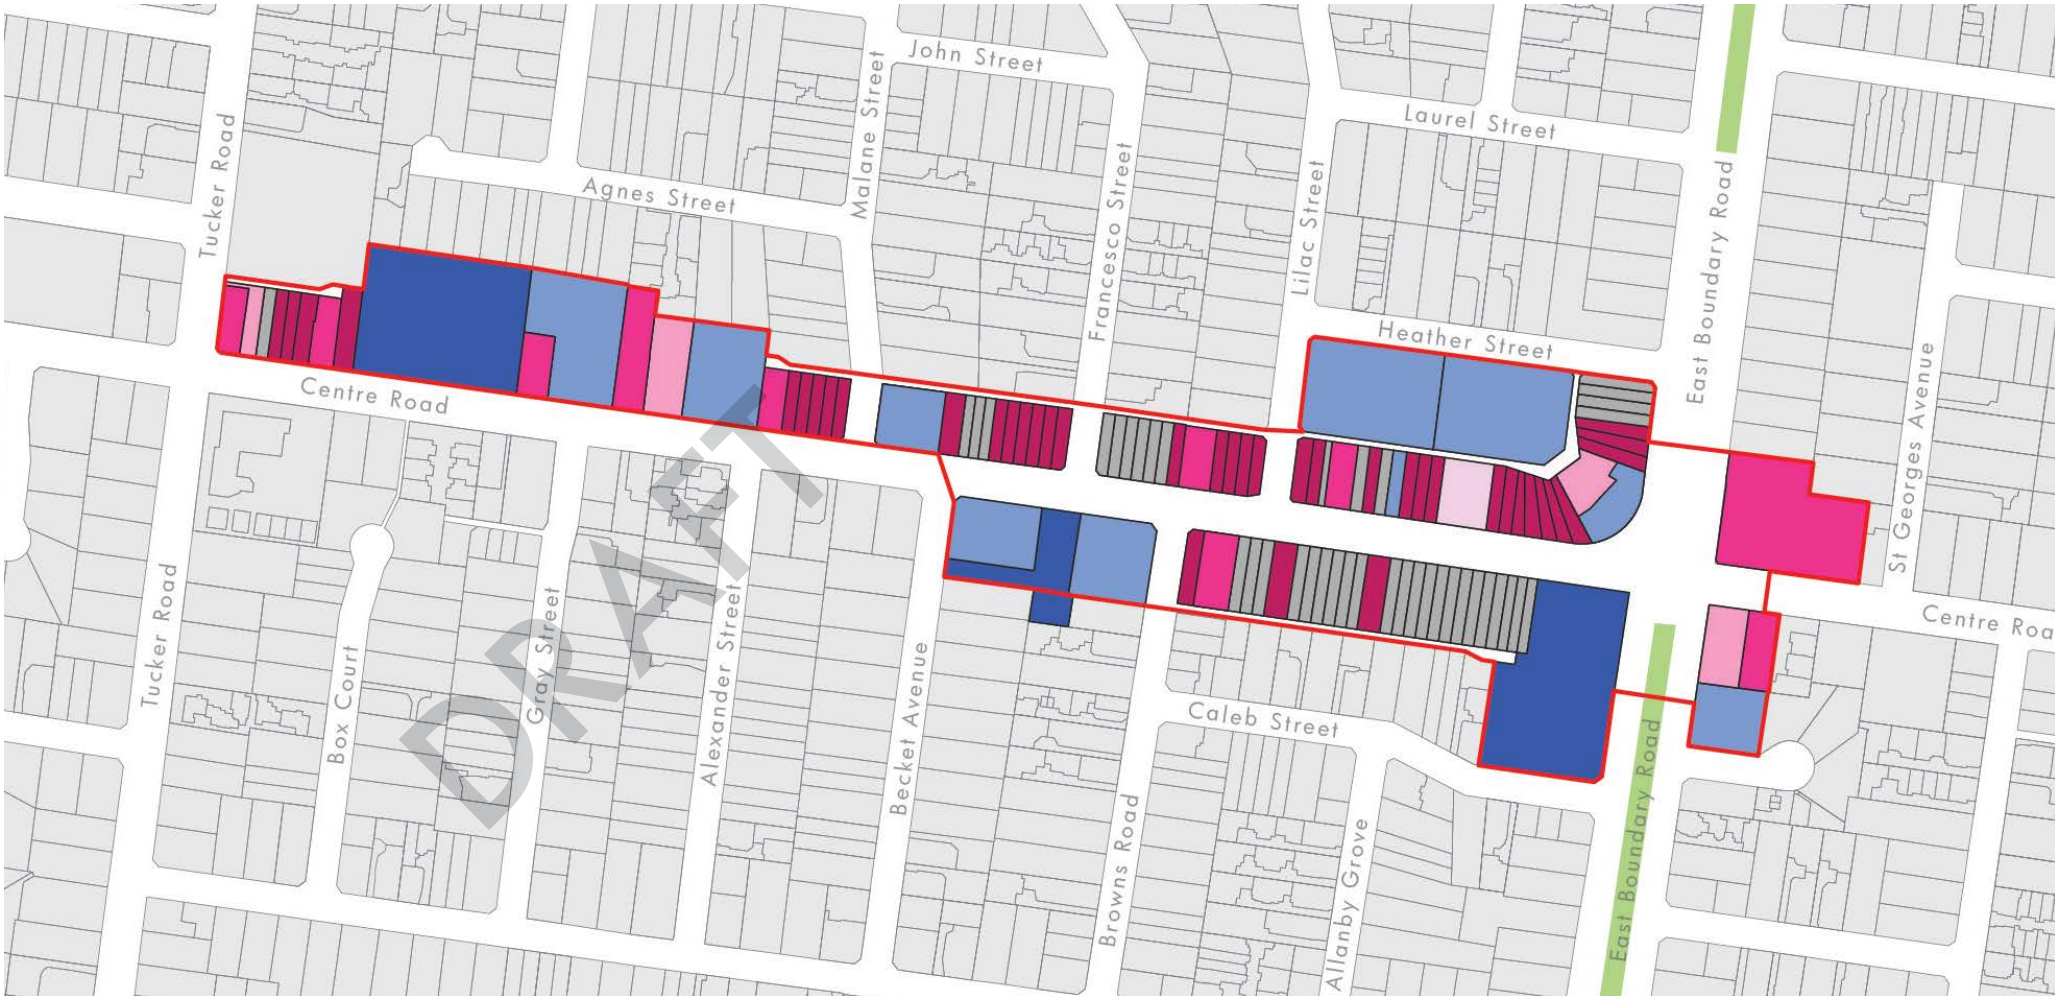 John Street
Malane Street
Laurel Street
Tucker Road
Francesco Street
Lilac Street
East Boundary Road
Agnes Street
Heather Street
St Georges Avenue
Centre Road
DRAFT
Centre Roa
Tucker Road
Box Court
Gray Street
Alexander Street
Becket Avenue
Caleb Street
Browns Road
Allanby Grove
East Boundary Road